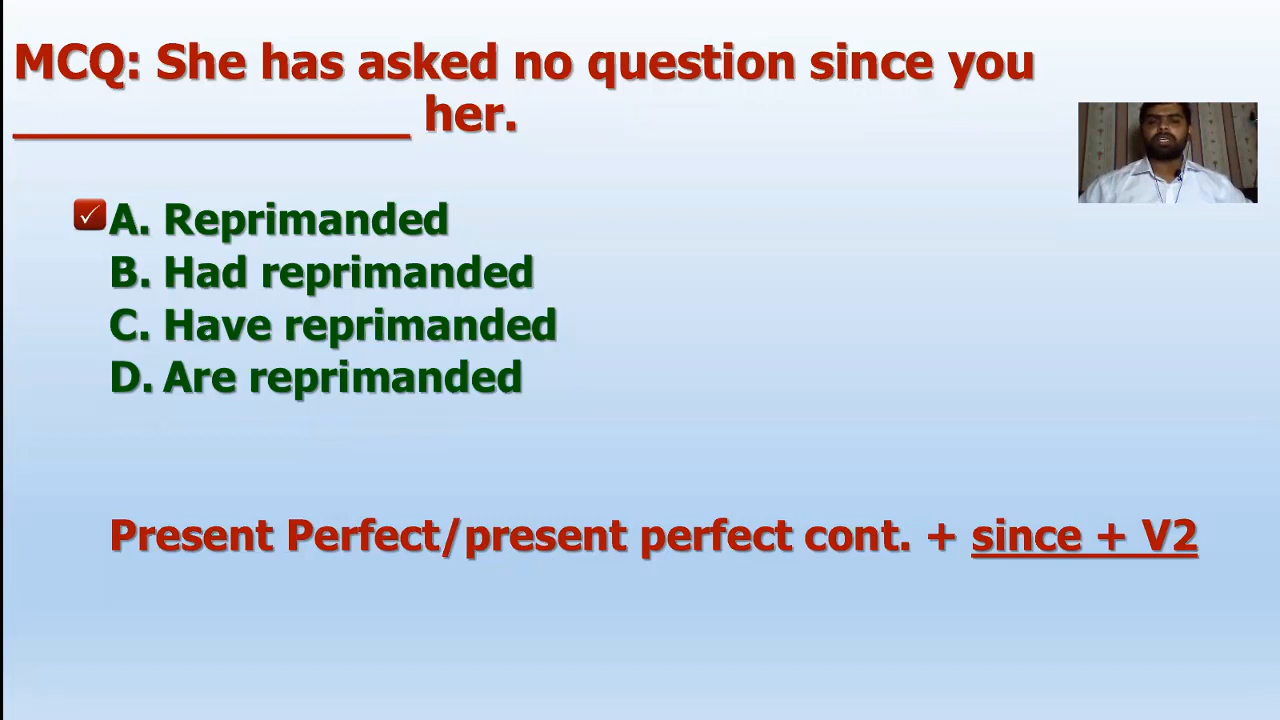 MCQ: She has asked no question since you
_________________ her.
A. Reprimanded
B. Had reprimanded
C. Have reprimanded
D. Are reprimanded
Present Perfect/present perfect cont. + since + V2